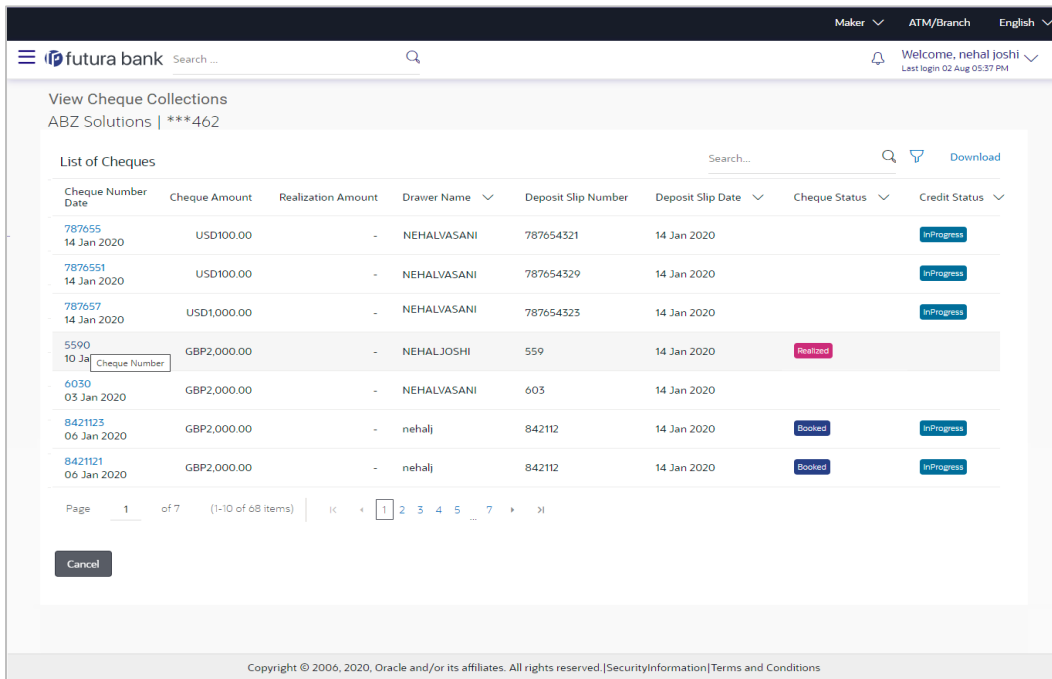 Maker ATM/Branch English
futura bank Search ... Welcome, nehal joshi
Last login 02 Aug 05:37 PM
View Cheque Collections
ABZ Solutions | ***462
List of Cheques Search... Download
Cheque Number
Date Cheque Amount Realization Amount Drawer Name Deposit Slip Number Deposit Slip Date Cheque Status Credit Status
787655
14 Jan 2020 USD100.00 - NEHALVASANI 787654321 14 Jan 2020 InProgress
7876551
14 Jan 2020 USD100.00 - NEHALVASANI 787654329 14 Jan 2020 InProgress
787657
14 Jan 2020 USD1,000.00 - NEHALVASANI 787654323 14 Jan 2020 InProgress
5590
10 Ja GBP2,000.00 - NEHALJOSHI 559 14 Jan 2020 Realized
Cheque Number
6030
03 Jan 2020 GBP2,000.00 - NEHALVASANI 603 14 Jan 2020
8421123
06 Jan 2020 GBP2,000.00 - nehalj 842112 14 Jan 2020 Booked InProgress
8421121
06 Jan 2020 GBP2,000.00 - nehalj 842112 14 Jan 2020 Booked InProgress
Page 1 of 7 (1-10 of 68 items) 1 2 3 4 5 ... 7
Cancel
Copyright © 2006, 2020, Oracle and/or its affiliates. All rights reserved.|SecurityInformation|Terms and Conditions